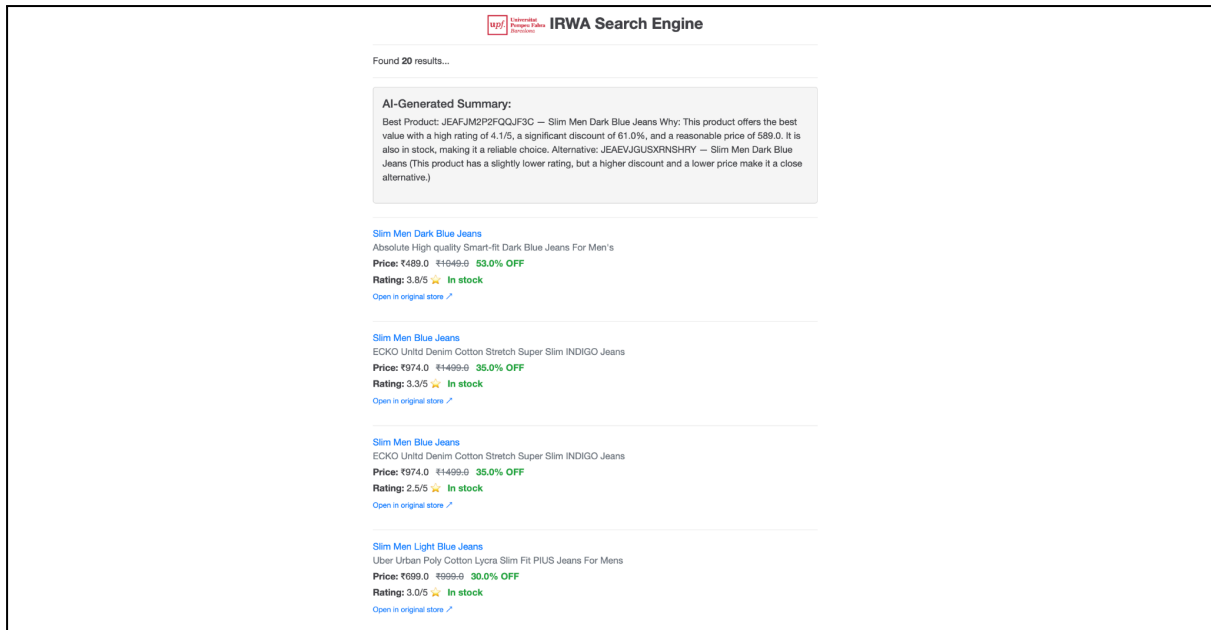 upf.
Universitat
Pompeu Fabra
Barcelona
IRWA Search Engine
Found 20 results...
AI-Generated Summary:
Best Product: JEAFJM2P2FQQJF3C — Slim Men Dark Blue Jeans Why: This product offers the best
value with a high rating of 4.1/5, a significant discount of 61.0%, and a reasonable price of 589.0. It is
also in stock, making it a reliable choice. Alternative: JEAEVJGUSXRNSHRY — Slim Men Dark Blue
Jeans (This product has a slightly lower rating, but a higher discount and a lower price make it a close
alternative.)
Slim Men Dark Blue Jeans
Absolute High quality Smart-fit Dark Blue Jeans For Men's
Price: ₹489.0 ₹1049.0 53.0% OFF
Rating: 3.8/5 ⭐ In stock
Open in original store ↗
Slim Men Blue Jeans
ECKO Unltd Denim Cotton Stretch Super Slim INDIGO Jeans
Price: ₹974.0 ₹1499.0 35.0% OFF
Rating: 3.3/5 ⭐ In stock
Open in original store ↗
Slim Men Blue Jeans
ECKO Unltd Denim Cotton Stretch Super Slim INDIGO Jeans
Price: ₹974.0 ₹1499.0 35.0% OFF
Rating: 2.5/5 ⭐ In stock
Open in original store ↗
Slim Men Light Blue Jeans
Uber Urban Poly Cotton Lycra Slim Fit PIUS Jeans For Mens
Price: ₹699.0 ₹999.0 30.0% OFF
Rating: 3.0/5 ⭐ In stock
Open in original store ↗